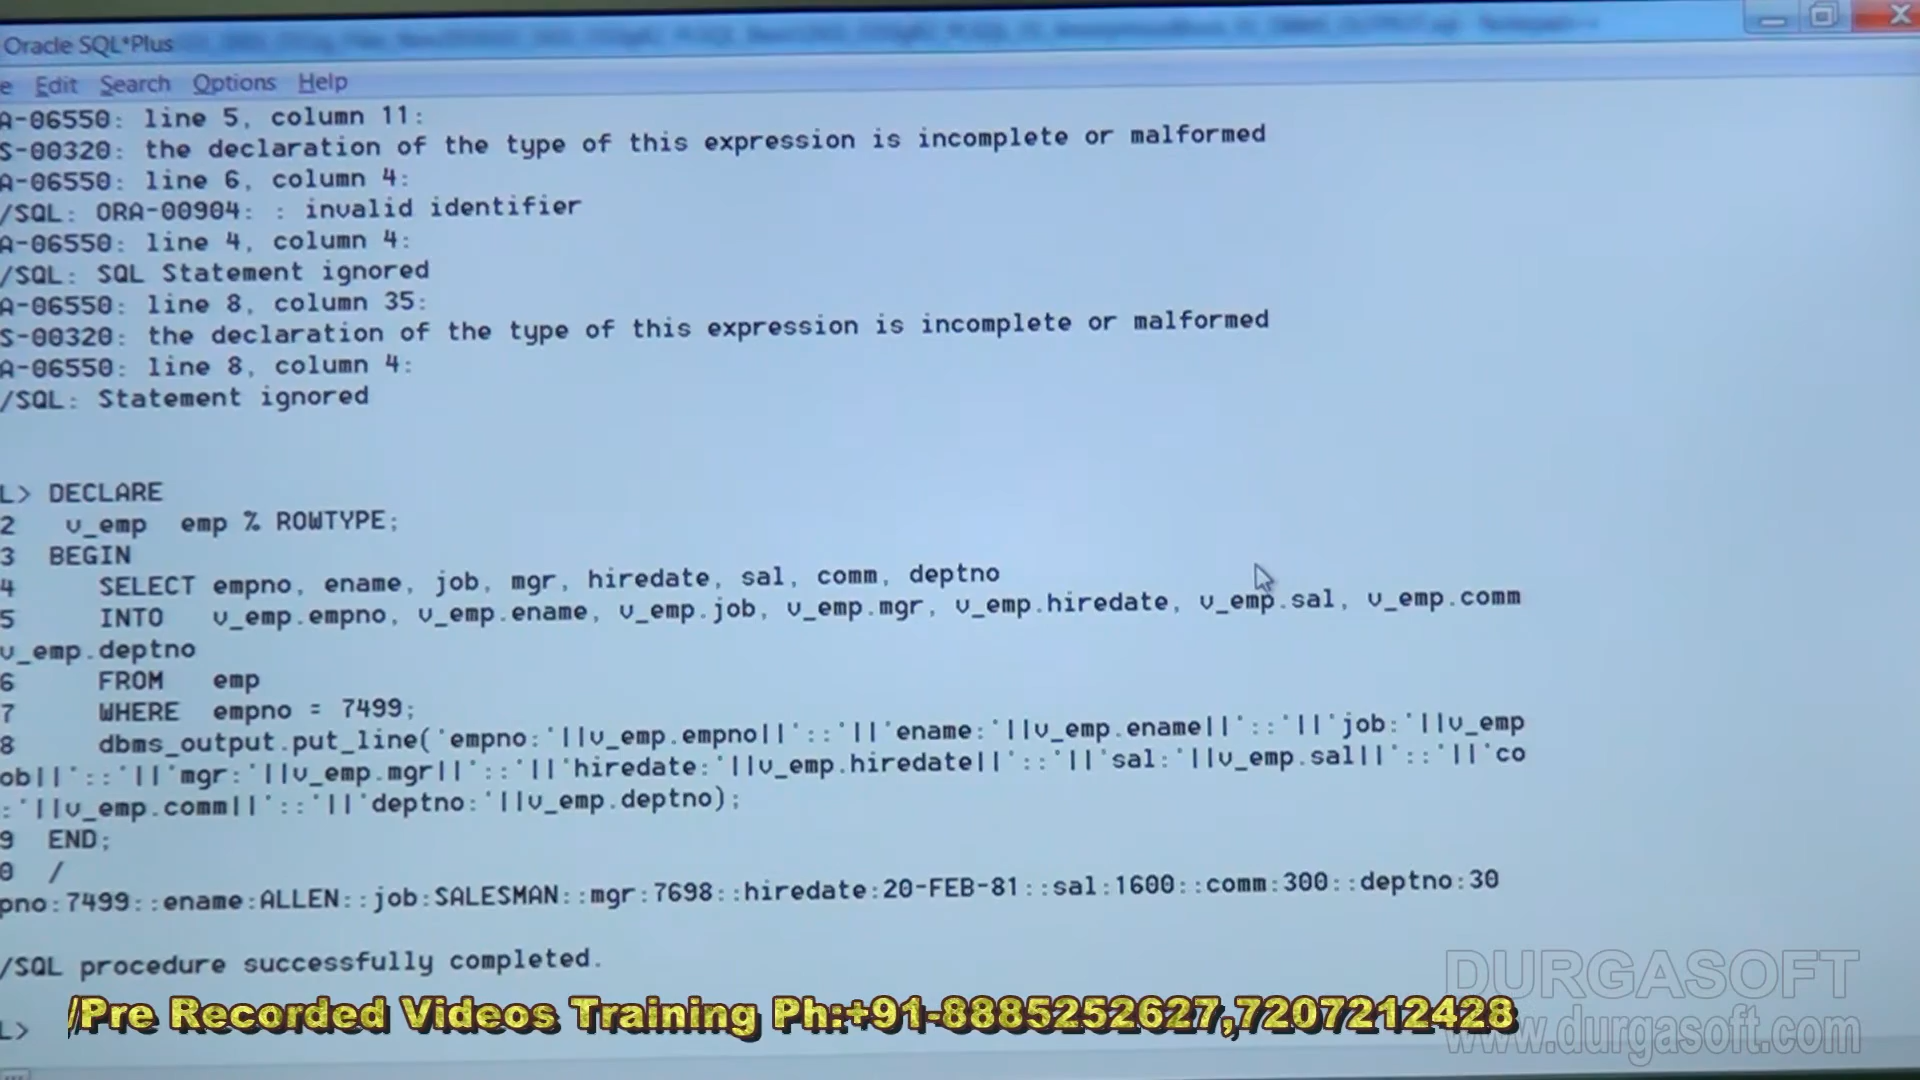 Oracle SQL*Plus
e Edit Search Options Help
A-06550: line 5, column 11:
S-00320: the declaration of the type of this expression is incomplete or malformed
A-06550: line 6, column 4:
/SQL: ORA-00904: : invalid identifier
A-06550: line 4, column 4:
/SQL: SQL Statement ignored
A-06550: line 8, column 35:
S-00320: the declaration of the type of this expression is incomplete or malformed
A-06550: line 8, column 4:
/SQL: Statement ignored
L> DECLARE
2 v_emp emp % ROWTYPE;
3 BEGIN
4 SELECT empno, ename, job, mgr, hiredate, sal, comm, deptno
5 INTO v_emp.empno, v_emp.ename, v_emp.job, v_emp.mgr, v_emp.hiredate, v_emp.sal, v_emp.comm
v_emp.deptno
6 FROM emp
7 WHERE empno = 7499;
8 dbms_output.put_line('empno:'||v_emp.empno||'::'||'ename:'||v_emp.ename||'::'||'job:'||v_emp
ob||'::'||'mgr:'||v_emp.mgr||'::'||'hiredate:'||v_emp.hiredate||'::'||'sal:'||v_emp.sal||'::'||'co
:'||v_emp.comm||'::'||'deptno:'||v_emp.deptno);
9 END;
0 /
pno:7499::ename:ALLEN::job:SALESMAN::mgr:7698::hiredate:20-FEB-81::sal:1600::comm:300::deptno:30
/SQL procedure successfully completed.
L>
/Pre Recorded Videos Training Ph:+91-8885252627,7207212428
DURGASOFT
www.durgasoft.com